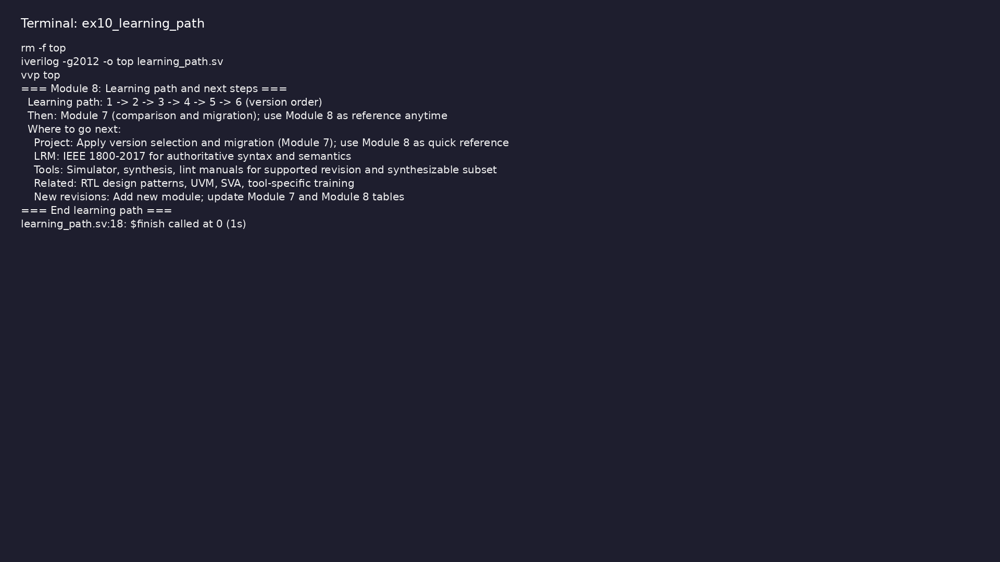 Terminal: ex10_learning_path
rm -f top
iverilog -g2012 -o top learning_path.sv
vvp top
=== Module 8: Learning path and next steps ===
Learning path: 1 -> 2 -> 3 -> 4 -> 5 -> 6 (version order)
Then: Module 7 (comparison and migration); use Module 8 as reference anytime
Where to go next:
Project: Apply version selection and migration (Module 7); use Module 8 as quick reference
LRM: IEEE 1800-2017 for authoritative syntax and semantics
Tools: Simulator, synthesis, lint manuals for supported revision and synthesizable subset
Related: RTL design patterns, UVM, SVA, tool-specific training
New revisions: Add new module; update Module 7 and Module 8 tables
=== End learning path ===
learning_path.sv:18: $finish called at 0 (1s)